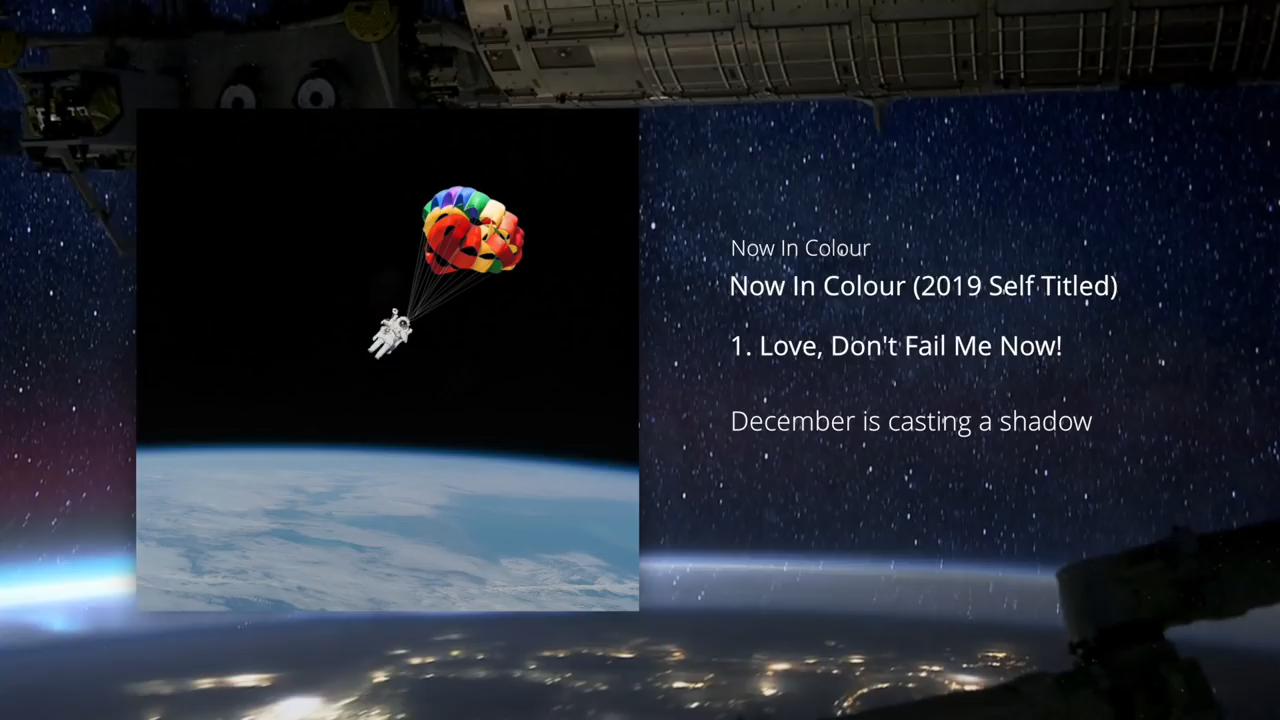 Now In Colour
Now In Colour (2019 Self Titled)
1. Love, Don't Fail Me Now!
December is casting a shadow